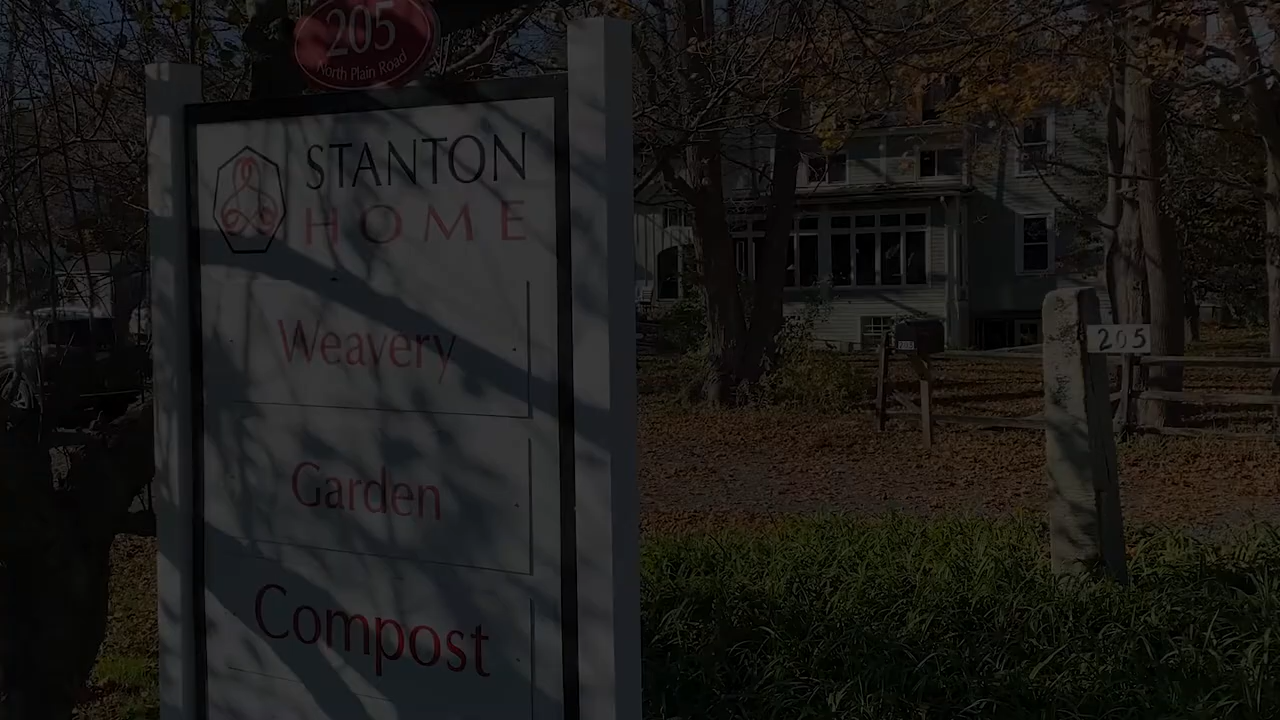 205
North Plain Road
STANTON
HOME
Weavery
Garden
Compost
205